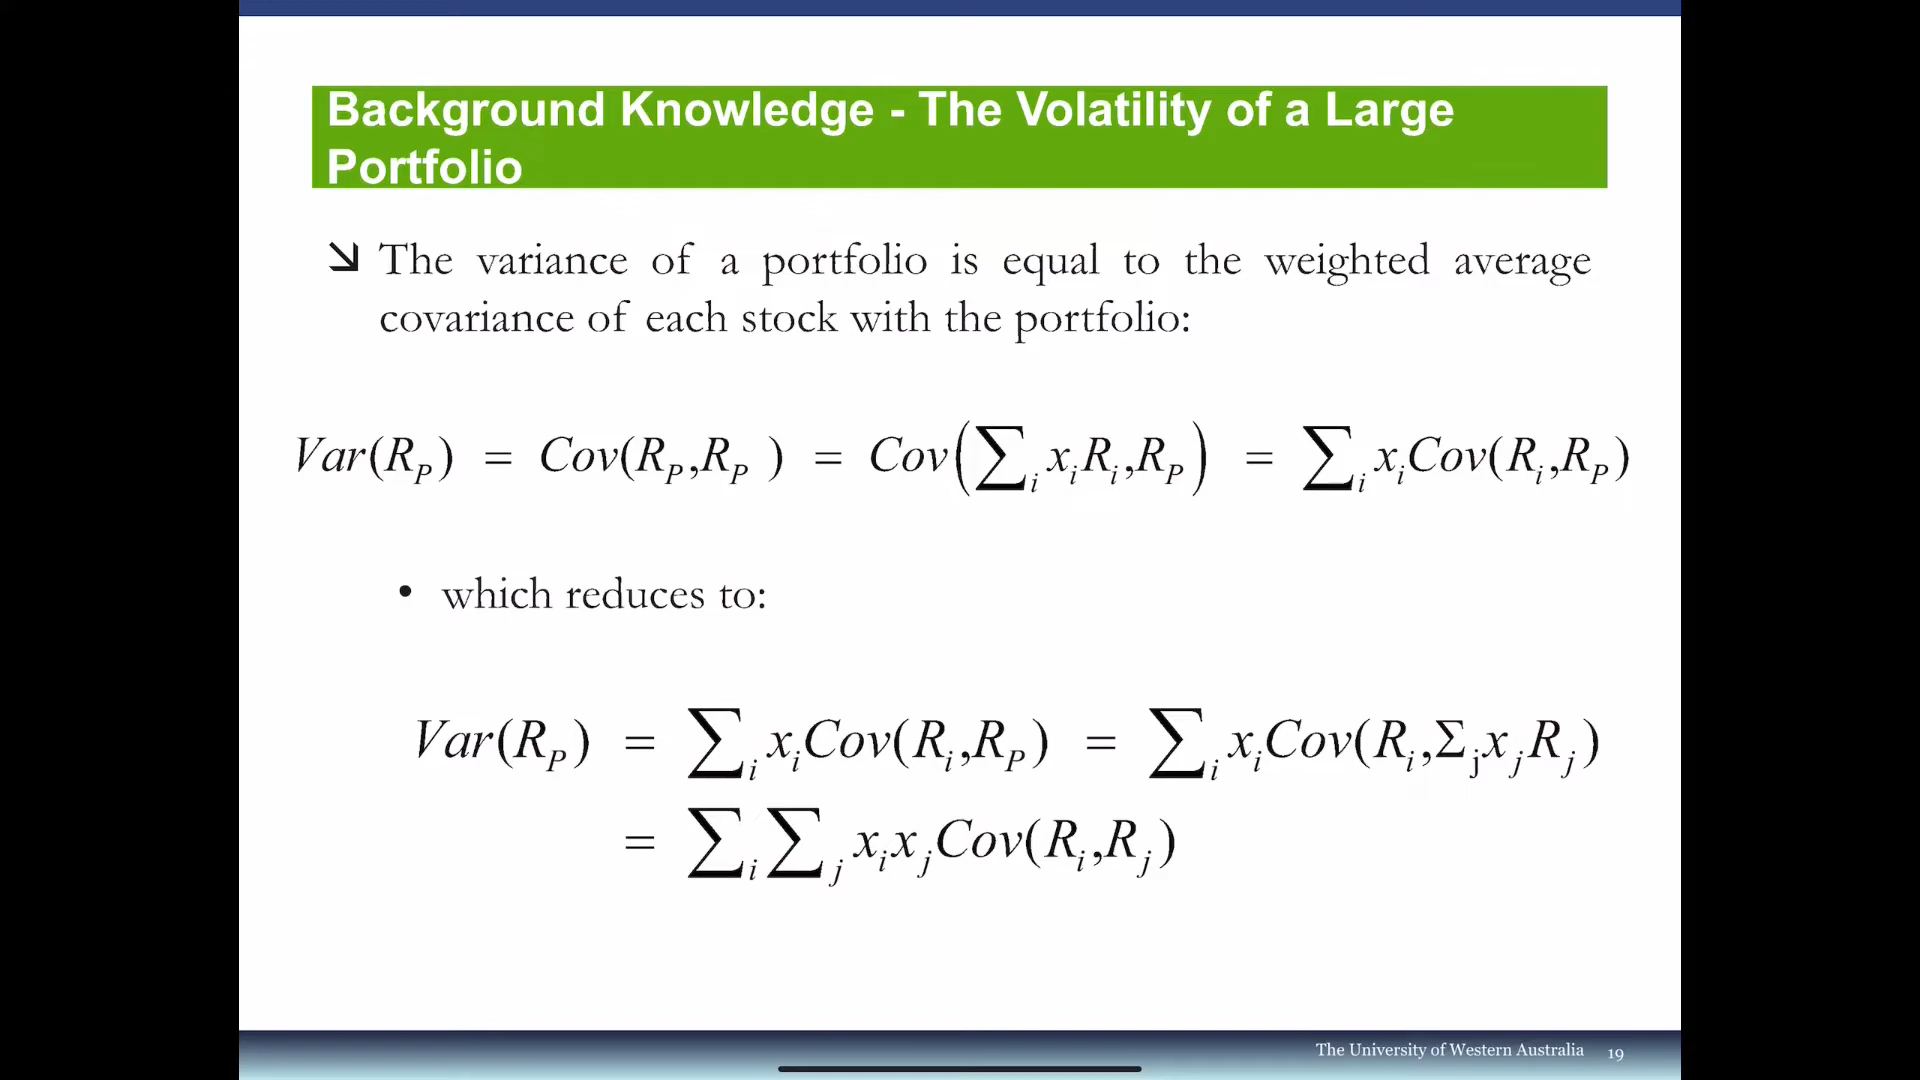 Background Knowledge - The Volatility of a Large
Portfolio
➘ The variance of a portfolio is equal to the weighted average
covariance of each stock with the portfolio:
Var(R_P) = Cov(R_P,R_P ) = Cov(∑_i x_i R_i,R_P) = ∑_i x_i Cov(R_i,R_P)
• which reduces to:
Var(R_P) = ∑_i x_i Cov(R_i,R_P) = ∑_i x_i Cov(R_i,Σ_j x_j R_j)
= ∑_i ∑_j x_i x_j Cov(R_i,R_j)
The University of Western Australia 19